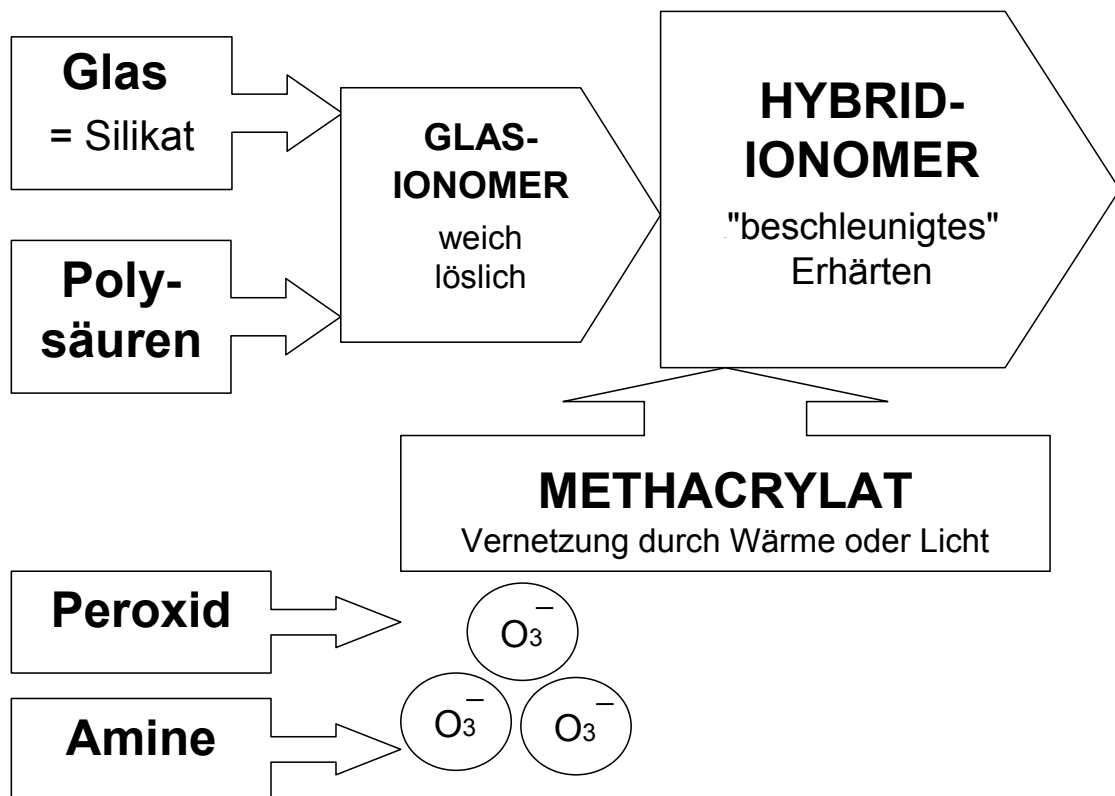 Glas
= Silikat
Poly-
säuren
GLAS-
IONOMER
weich
löslich
HYBRID-
IONOMER
"beschleunigtes"
Erhärten
METHACRYLAT
Vernetzung durch Wärme oder Licht
Peroxid
Amine
O₃⁻
O₃⁻
O₃⁻